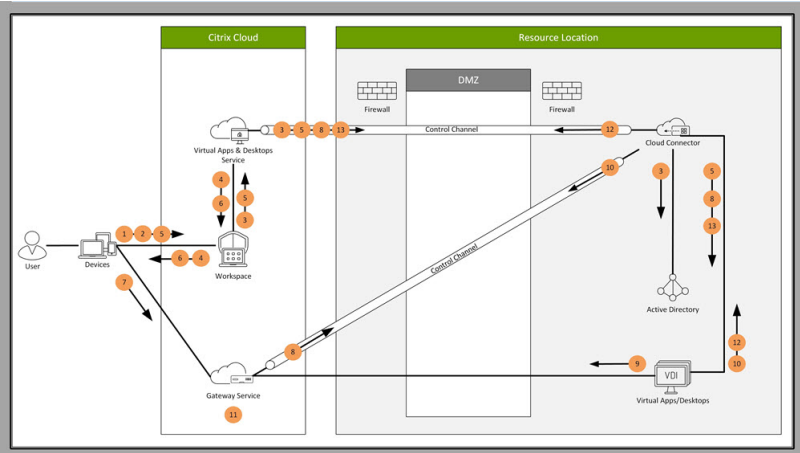 Citrix Cloud
Resource Location
DMZ
Firewall
Firewall
3 5 8 13
Control Channel
12
Virtual Apps & Desktops
Service
Cloud Connector
10
4
6
5
3
3
5
8
13
1 2 5
6 4
User
Devices
Workspace
Control Channel
7
Active Directory
8
12
10
9
VDI
Gateway Service
Virtual Apps/Desktops
11